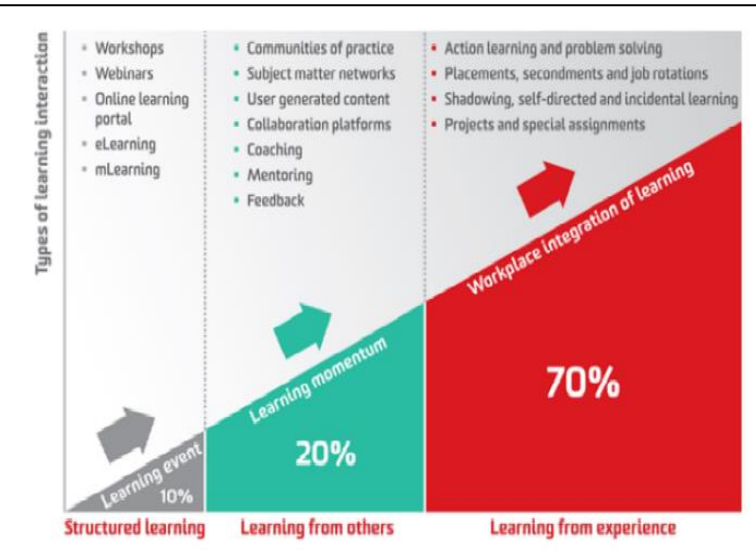 Types of learning interaction
Workshops
Webinars
Online learning
portal
eLearning
mLearning
Communities of practice
Subject matter networks
User generated content
Collaboration platforms
Coaching
Mentoring
Feedback
Action learning and problem solving
Placements, secondments and job rotations
Shadowing, self-directed and incidental learning
Projects and special assignments
Learning event
10%
Learning momentum
20%
Workplace integration of learning
70%
Structured learning
Learning from others
Learning from experience